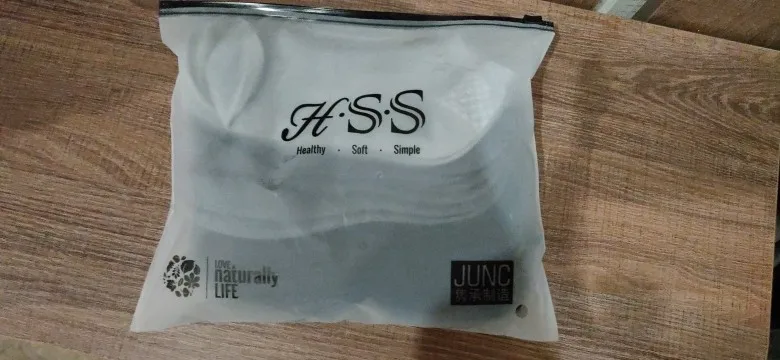 H·S·S
Healthy · Soft · Simple
LOVE
naturally
LIFE
JUNC